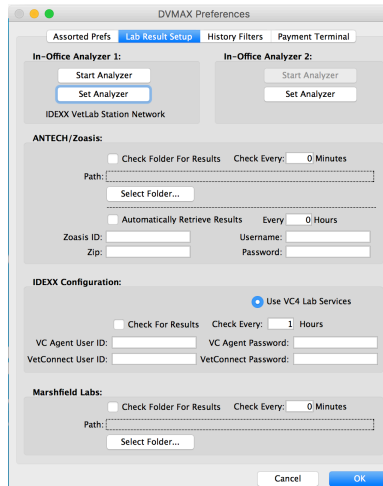 DVMAX Preferences
Assorted Prefs Lab Result Setup History Filters Payment Terminal
In-Office Analyzer 1: In-Office Analyzer 2:
Start Analyzer Start Analyzer
Set Analyzer Set Analyzer
IDEXX VetLab Station Network
ANTECH/Zoasis:
Check Folder For Results Check Every: 0 Minutes
Path:
Select Folder...
Automatically Retrieve Results Every 0 Hours
Zoasis ID: Username:
Zip: Password:
IDEXX Configuration:
Use VC4 Lab Services
Check For Results Check Every: 1 Hours
VC Agent User ID: VC Agent Password:
VetConnect User ID: VetConnect Password:
Marshfield Labs:
Check Folder For Results Check Every: 0 Minutes
Path:
Select Folder...
Cancel OK